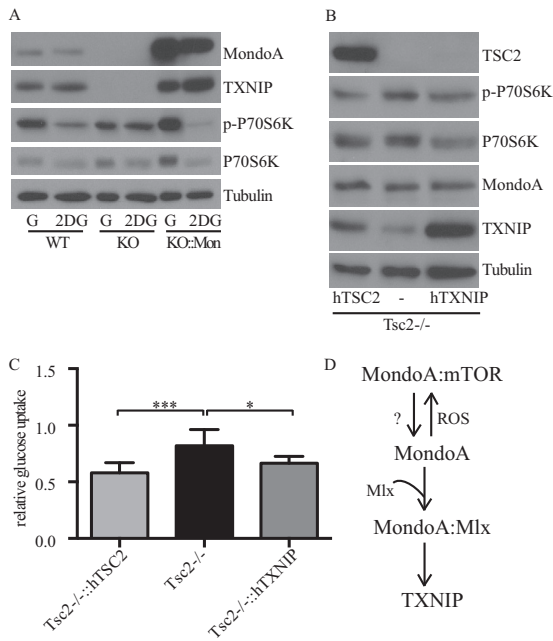 A
MondoA
TXNIP
p-P70S6K
P70S6K
Tubulin
G 2DG G 2DG G 2DG
WT KO KO::Mon
B
TSC2
p-P70S6K
P70S6K
MondoA
TXNIP
Tubulin
hTSC2 - hTXNIP
Tsc2-/-
C
relative glucose uptake
1.5
1.0
0.5
0.0
***
*
Tsc2-/-::hTSC2
Tsc2-/-
Tsc2-/-::hTXNIP
D
MondoA:mTOR
? ROS
MondoA
Mlx
MondoA:Mlx
TXNIP